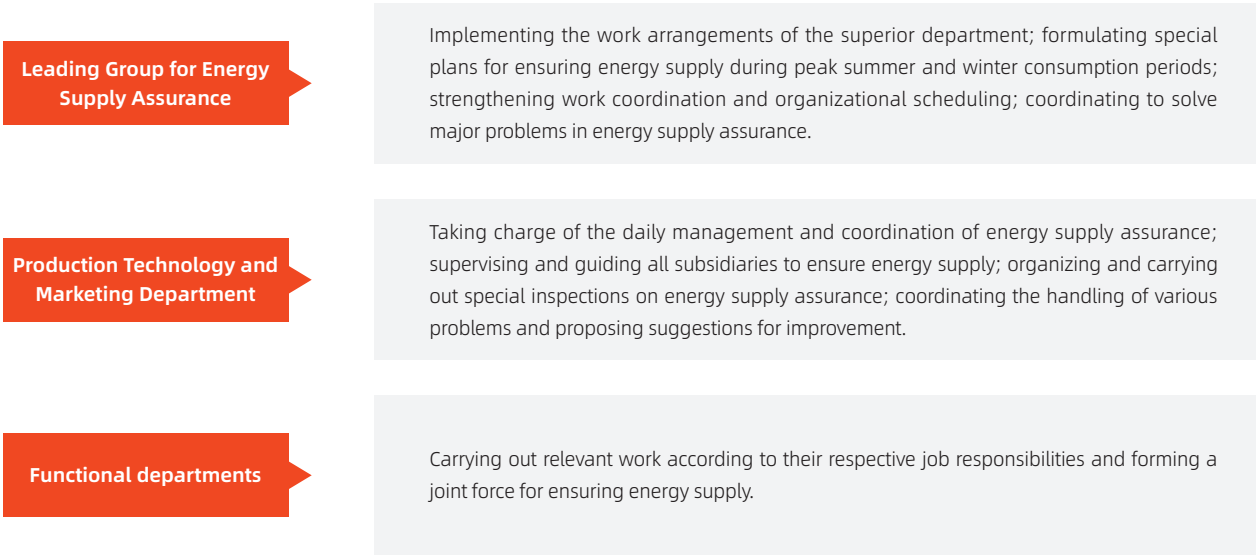 Leading Group for Energy
Supply Assurance
Implementing the work arrangements of the superior department; formulating special
plans for ensuring energy supply during peak summer and winter consumption periods;
strengthening work coordination and organizational scheduling; coordinating to solve
major problems in energy supply assurance.
Production Technology and
Marketing Department
Taking charge of the daily management and coordination of energy supply assurance;
supervising and guiding all subsidiaries to ensure energy supply; organizing and carrying
out special inspections on energy supply assurance; coordinating the handling of various
problems and proposing suggestions for improvement.
Functional departments
Carrying out relevant work according to their respective job responsibilities and forming a
joint force for ensuring energy supply.